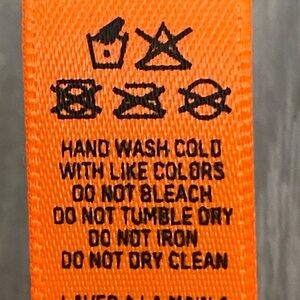 HAND WASH COLD
WITH LIKE COLORS
DO NOT BLEACH
DO NOT TUMBLE DRY
DO NOT IRON
DO NOT DRY CLEAN